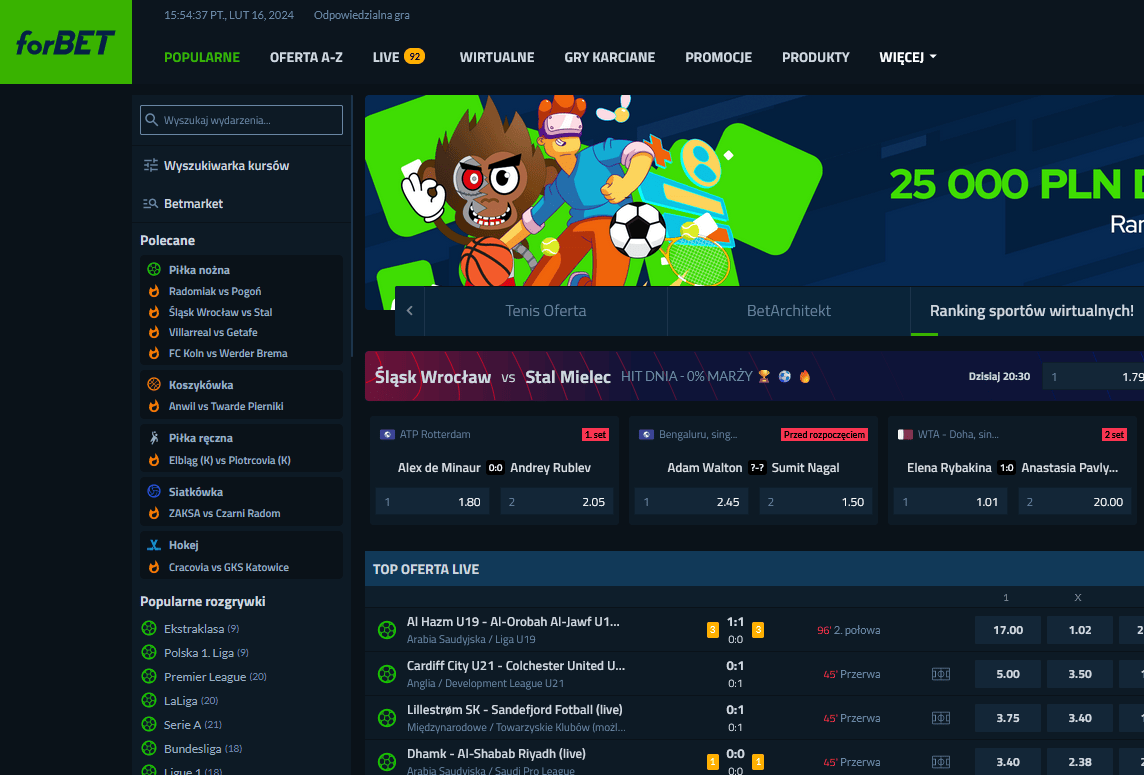 forBET
15:54:37 PT., LUT 16, 2024 Odpowiedzialna gra
POPULARNE OFERTA A-Z LIVE 92 WIRTUALNE GRY KARCIANE PROMOCJE PRODUKTY WIĘCEJ
Wyszukaj wydarzenia...
Wyszukiwarka kursów
Betmarket
Polecane
Piłka nożna
Radomiak vs Pogoń
Śląsk Wrocław vs Stal
Villarreal vs Getafe
FC Koln vs Werder Brema
Koszykówka
Anwil vs Twarde Pierniki
Piłka ręczna
Elbląg (K) vs Piotrcovia (K)
Siatkówka
ZAKSA vs Czarni Radom
Hokej
Cracovia vs GKS Katowice
Popularne rozgrywki
Ekstraklasa (9)
Polska 1. Liga (9)
Premier League (20)
LaLiga (20)
Serie A (21)
Bundesliga (18)
Ligue 1 (18)
25 000 PLN
Ran
Tenis Oferta BetArchitekt Ranking sportów wirtualnych!
Śląsk Wrocław vs Stal Mielec HIT DNIA - 0% MARŻY Dzisiaj 20:30 1 1.79
ATP Rotterdam 1. set
Alex de Minaur 0:0 Andrey Rublev
1 1.80 2 2.05
Bengaluru, sing... Przed rozpoczęciem
Adam Walton ?-? Sumit Nagal
1 2.45 2 1.50
WTA - Doha, sin... 2 set
Elena Rybakina 1:0 Anastasia Pavly...
1 1.01 2 20.00
TOP OFERTA LIVE
1 X
Al Hazm U19 - Al-Orobah Al-Jawf U1... 3 1:1 3 96' 2. połowa 17.00 1.02 2
Arabia Saudyjska / Liga U19 0:0
Cardiff City U21 - Colchester United U... 0:1 45' Przerwa 5.00 3.50 1
Anglia / Development League U21 0:1
Lillestrøm SK - Sandefjord Fotball (live) 0:1 45' Przerwa 3.75 3.40
Międzynarodowe / Towarzyskie Klubów (możl... 0:1
Dhamk - Al-Shabab Riyadh (live) 1 0:0 1 45' Przerwa 3.40 2.38
Arabia Saudyjska / Saudi Pro League 0:0